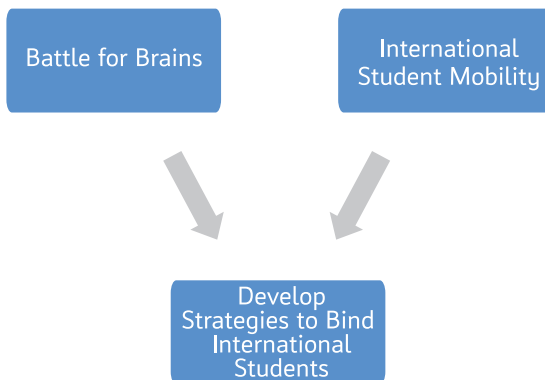 Battle for Brains
International
Student Mobility
Develop
Strategies to Bind
International
Students